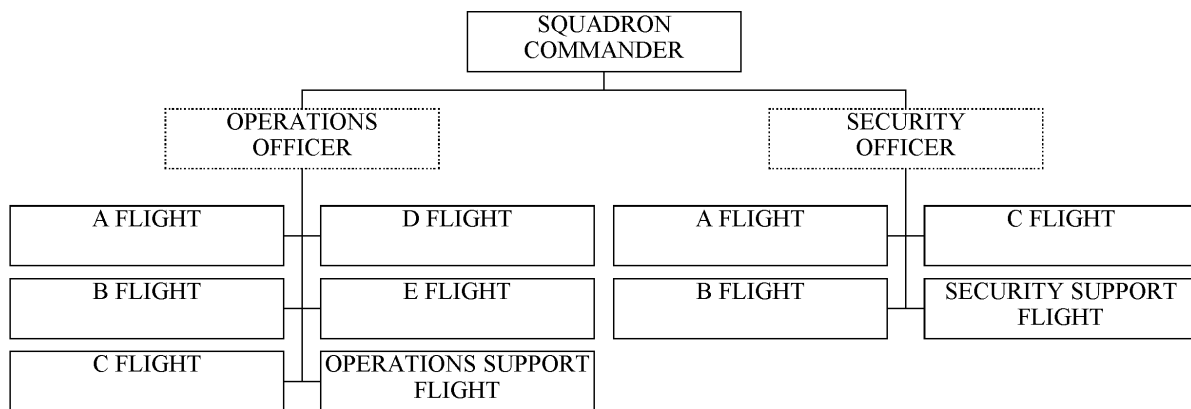 SQUADRON
COMMANDER
OPERATIONS
OFFICER
SECURITY
OFFICER
A FLIGHT
D FLIGHT
A FLIGHT
C FLIGHT
B FLIGHT
E FLIGHT
B FLIGHT
SECURITY SUPPORT
FLIGHT
C FLIGHT
OPERATIONS SUPPORT
FLIGHT